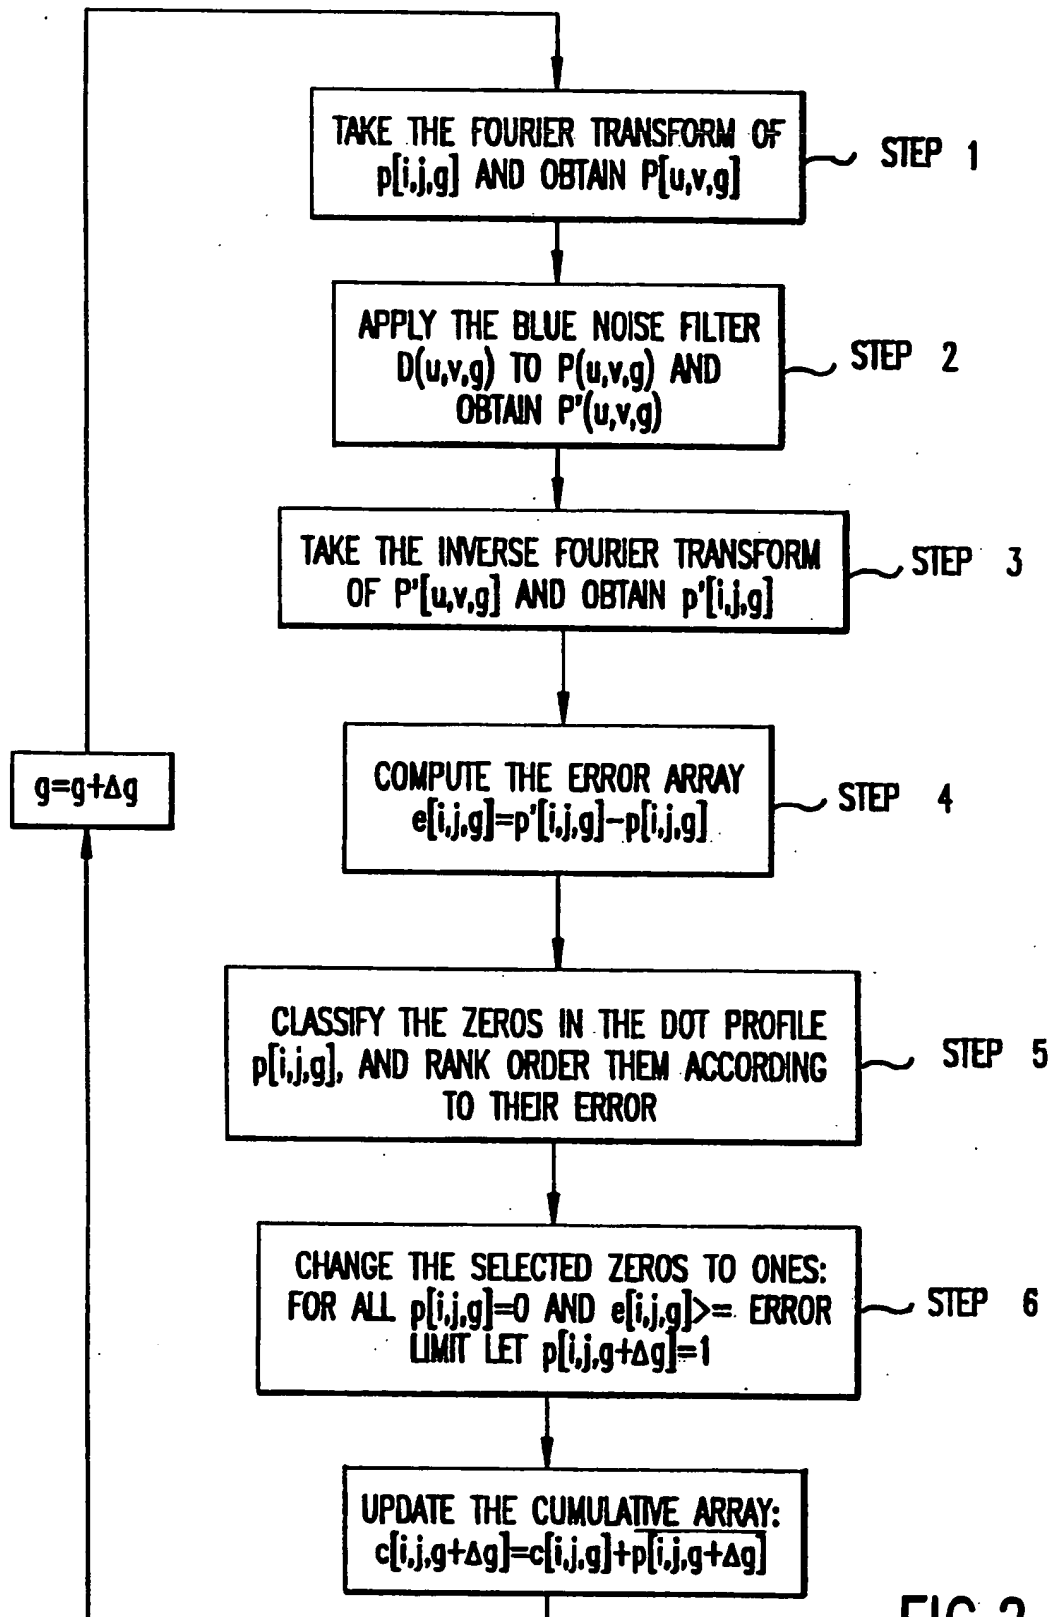 TAKE THE FOURIER TRANSFORM OF
p[i,j,g] AND OBTAIN P[u,v,g]
STEP 1
APPLY THE BLUE NOISE FILTER
D(u,v,g) TO P(u,v,g) AND
OBTAIN P'(u,v,g)
STEP 2
TAKE THE INVERSE FOURIER TRANSFORM
OF P'[u,v,g] AND OBTAIN p'[i,j,g]
STEP 3
g=g+Δg
COMPUTE THE ERROR ARRAY
e[i,j,g]=p'[i,j,g]-p[i,j,g]
STEP 4
CLASSIFY THE ZEROS IN THE DOT PROFILE
p[i,j,g], AND RANK ORDER THEM ACCORDING
TO THEIR ERROR
STEP 5
CHANGE THE SELECTED ZEROS TO ONES:
FOR ALL p[i,j,g]=0 AND e[i,j,g]>= ERROR
LIMIT LET p[i,j,g+Δg]=1
STEP 6
UPDATE THE CUMULATIVE ARRAY:
c[i,j,g+Δg]=c[i,j,g]+p[i,j,g+Δg]